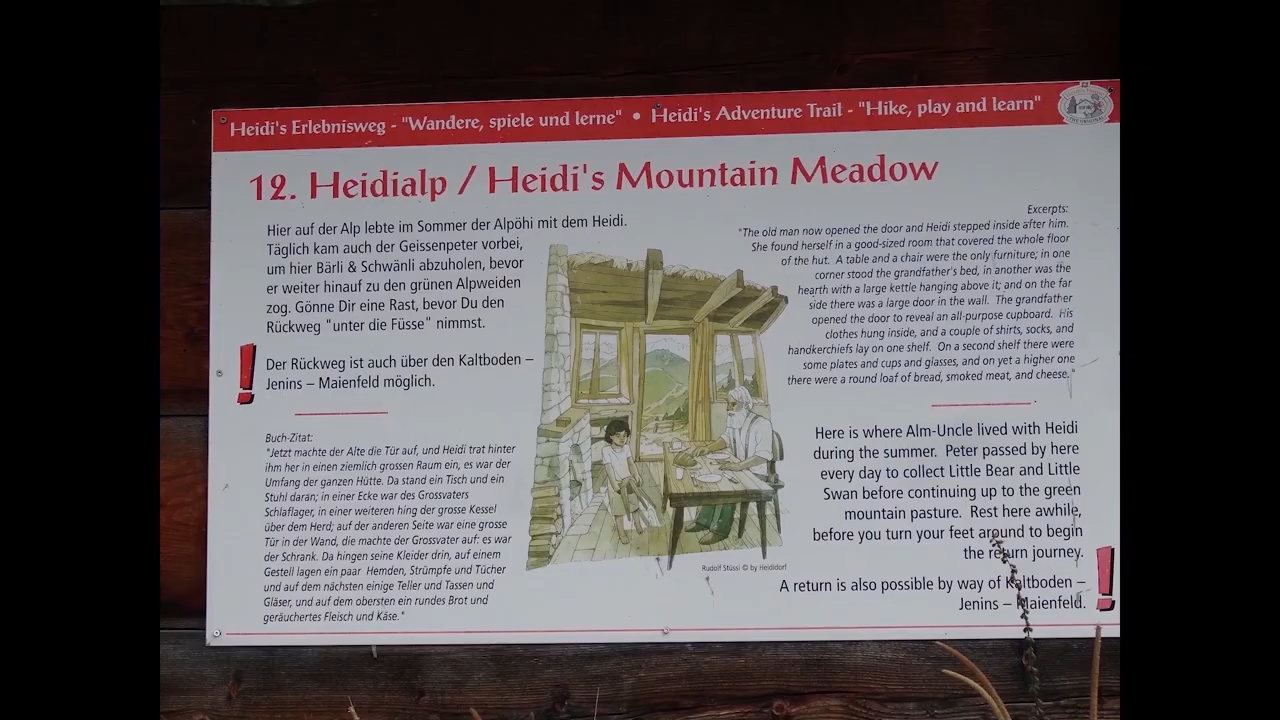 Heidi's Erlebnisweg - "Wandere, spiele und lerne" • Heidi's Adventure Trail - "Hike, play and learn"
12. Heidialp / Heidi's Mountain Meadow
Hier auf der Alp lebte im Sommer der Alpöhi mit dem Heidi.
Täglich kam auch der Geissenpeter vorbei,
um hier Bärli & Schwänli abzuholen, bevor
er weiter hinauf zu den grünen Alpweiden
zog. Gönne Dir eine Rast, bevor Du den
Rückweg "unter die Füsse" nimmst.
! Der Rückweg ist auch über den Kaltboden –
Jenins – Maienfeld möglich.
Buch-Zitat:
"Jetzt machte der Alte die Tür auf, und Heidi trat hinter
ihm her in einen ziemlich grossen Raum ein, es war der
Umfang der ganzen Hütte. Da stand ein Tisch und ein
Stuhl daran; in einer Ecke war des Grossvaters
Schlaflager, in einer weiteren hing der grosse Kessel
über dem Herd; auf der anderen Seite war eine grosse
Tür in der Wand, die machte der Grossvater auf: es war
der Schrank. Da hingen seine Kleider drin, auf einem
Gestell lagen ein paar Hemden, Strümpfe und Tücher
und auf dem nächsten einige Teller und Tassen und
Gläser, und auf dem obersten ein rundes Brot und
geräuchertes Fleisch und Käse."
Excerpts:
"The old man now opened the door and Heidi stepped inside after him.
She found herself in a good-sized room that covered the whole floor
of the hut. A table and a chair were the only furniture; in one
corner stood the grandfather's bed, in another was the
hearth with a large kettle hanging above it; and on the far
side there was a large door in the wall. The grandfather
opened the door to reveal an all-purpose cupboard. His
clothes hung inside, and a couple of shirts, socks, and
handkerchiefs lay on one shelf. On a second shelf there were
some plates and cups and glasses, and on yet a higher one
there were a round loaf of bread, smoked meat, and cheese."
Here is where Alm-Uncle lived with Heidi
during the summer. Peter passed by here
every day to collect Little Bear and Little
Swan before continuing up to the green
mountain pasture. Rest here awhile,
before you turn your feet around to begin
the return journey.
A return is also possible by way of Kaltboden –
Jenins – Maienfeld. !
Rudolf Stüssi © by Heididorf